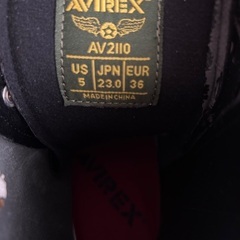 AVIREX
AV2110
US JPN EUR
5 23.0 36
MADE IN CHINA
AVIREX